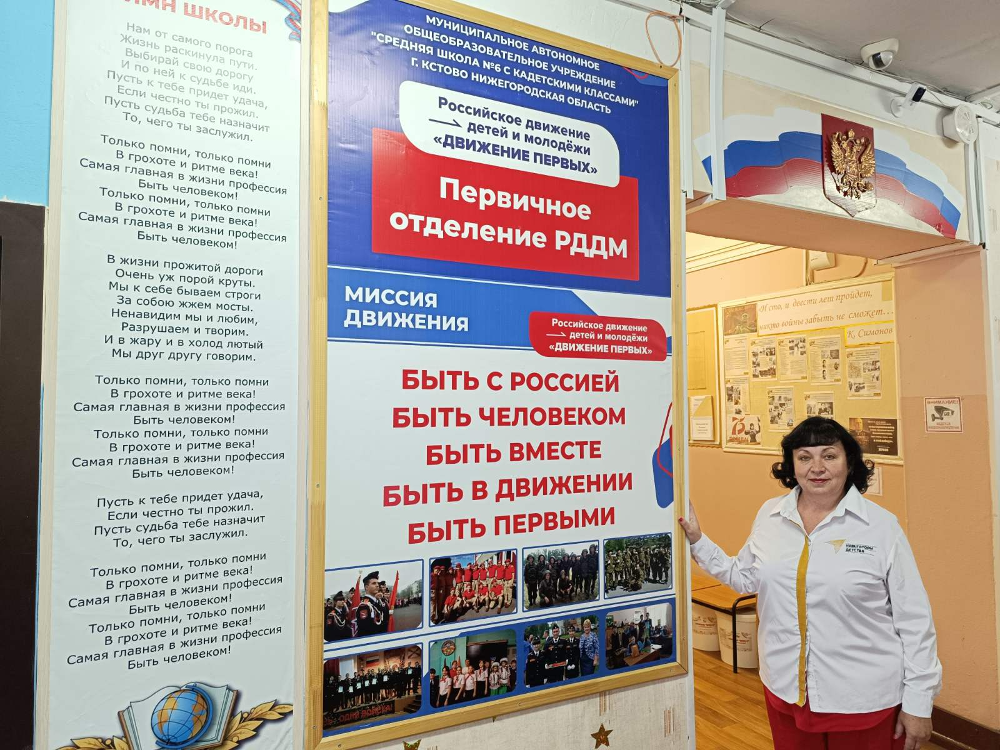 ГИМН ШКОЛЫ
Нам от самого порога
Жизнь раскинула пути.
Выбирай свою дорогу
И по ней к судьбе иди.
Пусть к тебе придет удача,
Если честно ты прожил.
Пусть судьба тебе назначит
То, чего ты заслужил.
Только помни, только помни
В грохоте и ритме века!
Самая главная в жизни профессия
Быть человеком!
Только помни, только помни
В грохоте и ритме века!
Самая главная в жизни профессия
Быть человеком!
В жизни прожитой дороги
Очень уж порой круты.
Мы к себе бываем строги
За собою жжем мосты.
Ненавидим мы и любим,
Разрушаем и творим.
И в жару и в холод лютый
Мы друг другу говорим.
Только помни, только помни
В грохоте и ритме века!
Самая главная в жизни профессия
Быть человеком!
Только помни, только помни
В грохоте и ритме века!
Самая главная в жизни профессия
Быть человеком!
Пусть к тебе придет удача,
Если честно ты прожил.
Пусть судьба тебе назначит
То, чего ты заслужил.
Только помни, только помни
В грохоте и ритме века!
Самая главная в жизни профессия
Быть человеком!
Только помни, только помни
В грохоте и ритме века!
Самая главная в жизни профессия
Быть человеком!
МУНИЦИПАЛЬНОЕ АВТОНОМНОЕ
ОБЩЕОБРАЗОВАТЕЛЬНОЕ УЧРЕЖДЕНИЕ
"СРЕДНЯЯ ШКОЛА №6 С КАДЕТСКИМИ КЛАССАМИ"
Г. КСТОВО НИЖЕГОРОДСКАЯ ОБЛАСТЬ
Российское движение
детей и молодёжи
«ДВИЖЕНИЕ ПЕРВЫХ»
Первичное
отделение РДДМ
МИССИЯ
ДВИЖЕНИЯ
Российское движение
детей и молодёжи
«ДВИЖЕНИЕ ПЕРВЫХ»
БЫТЬ С РОССИЕЙ
БЫТЬ ЧЕЛОВЕКОМ
БЫТЬ ВМЕСТЕ
БЫТЬ В ДВИЖЕНИИ
БЫТЬ ПЕРВЫМИ
«И сто, и двести лет пройдет,
никто войны забыть не сможет...
К. Симонов
75
ПОБЕДА!
ВНИМАНИЕ!
ВЕДЕТСЯ
ВИДЕОНАБЛЮДЕНИЕ
НАВИГАТОРЫ
ДЕТСТВА